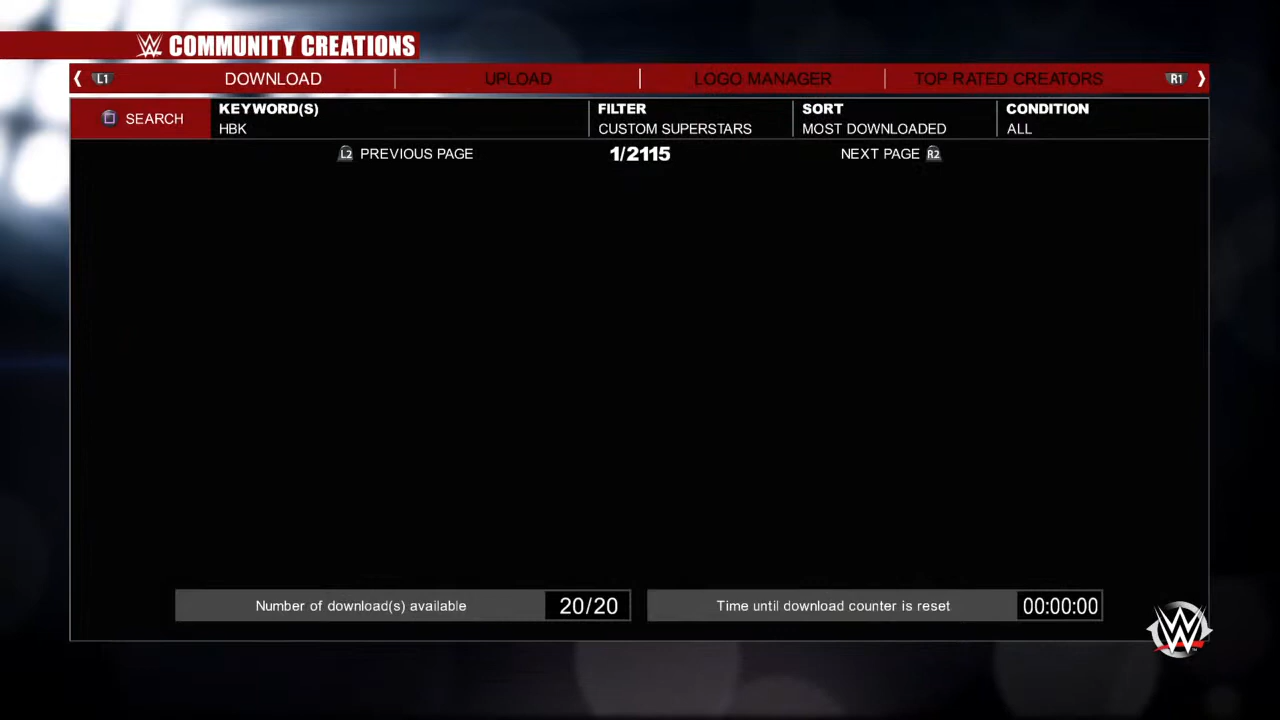 COMMUNITY CREATIONS
L1 DOWNLOAD UPLOAD LOGO MANAGER TOP RATED CREATORS R1
SEARCH
KEYWORD(S)
HBK
FILTER
CUSTOM SUPERSTARS
SORT
MOST DOWNLOADED
CONDITION
ALL
L2 PREVIOUS PAGE 1/2115 NEXT PAGE R2
Number of download(s) available 20/20
Time until download counter is reset 00:00:00